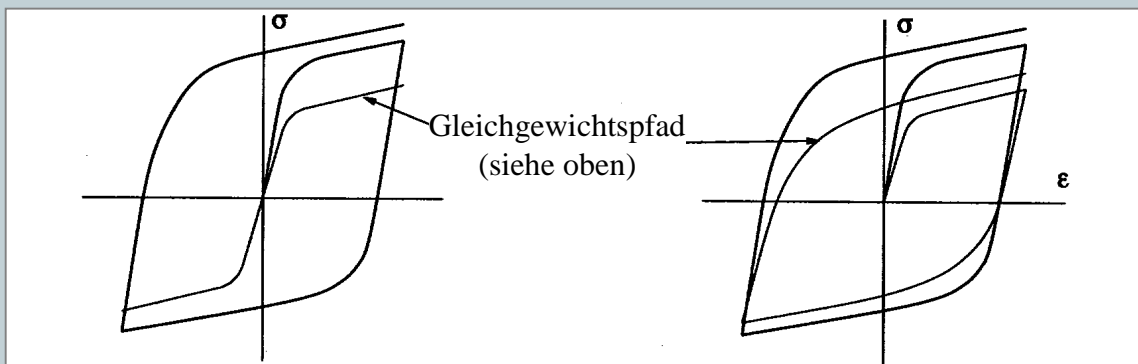 σ
σ
Gleichgewichtspfad
(siehe oben)
ε